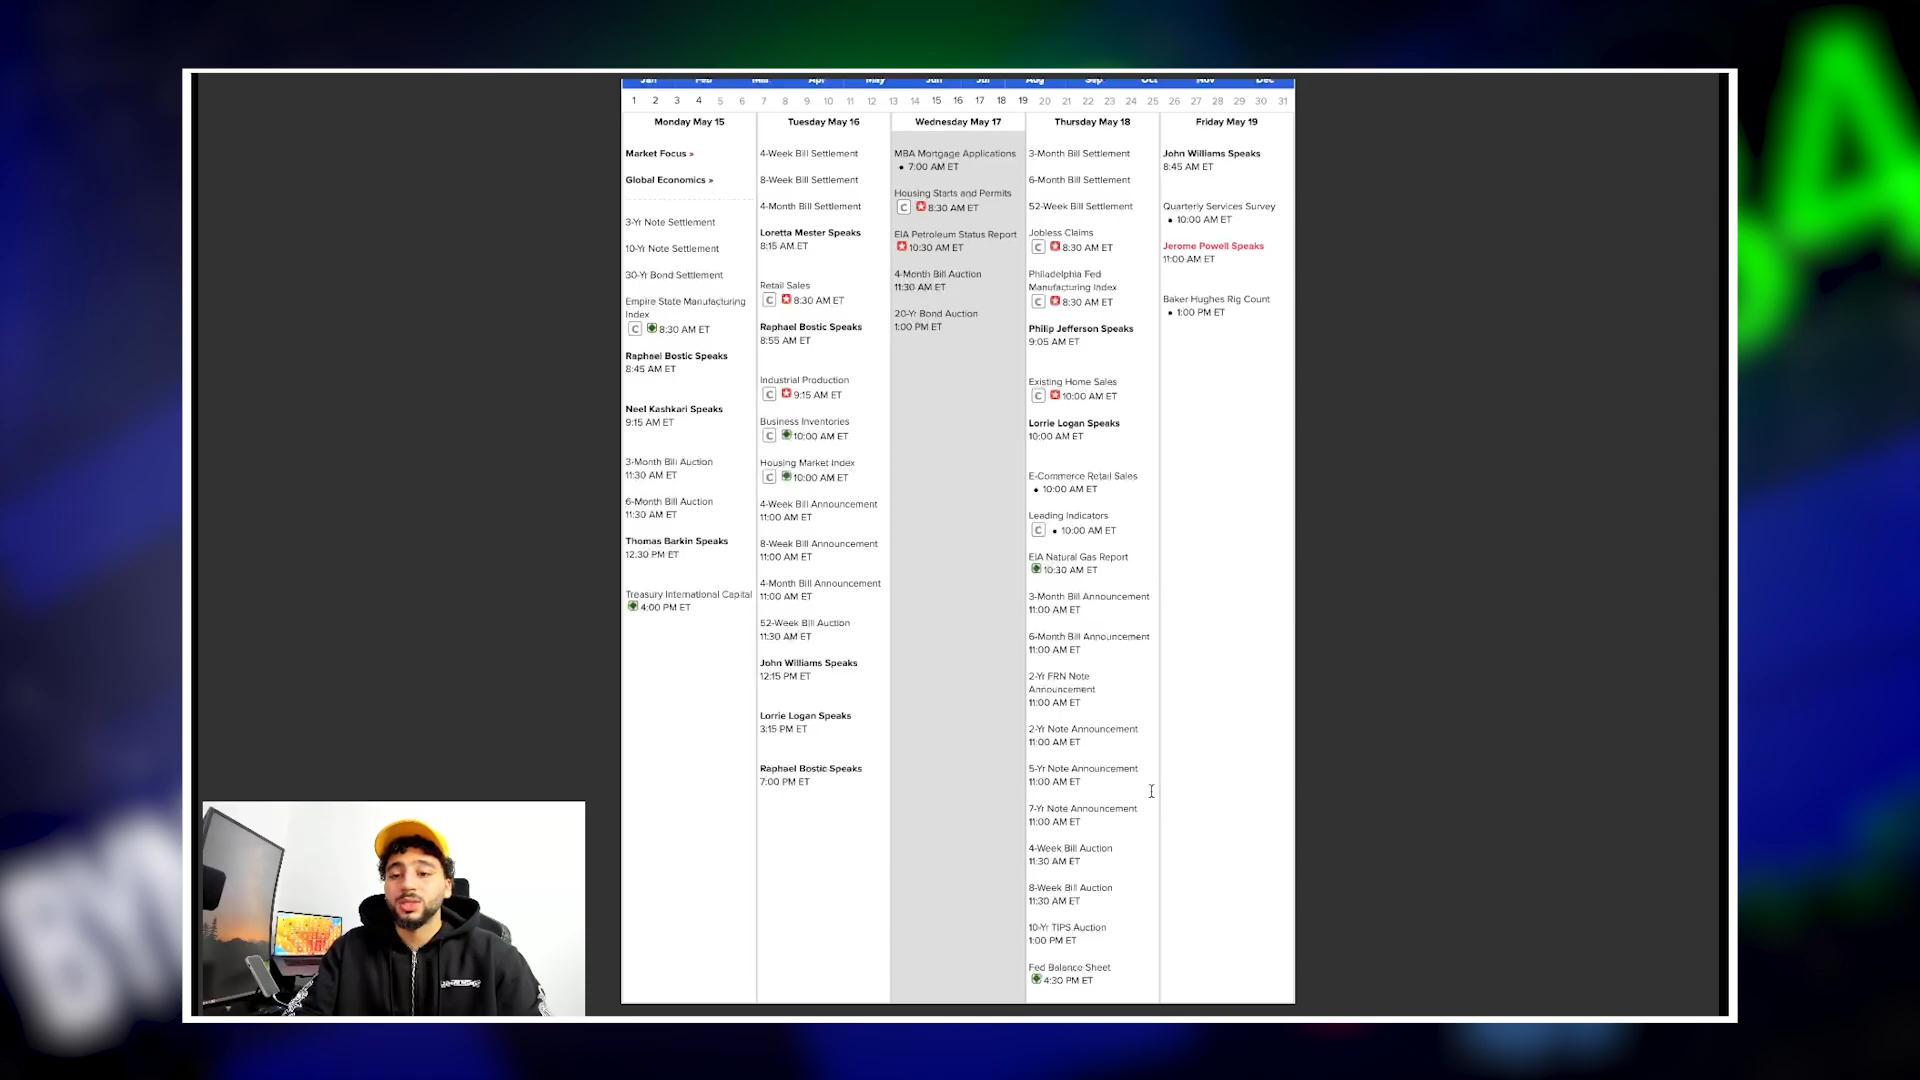 Jan Feb Mar Apr May Jun Jul Aug Sep Oct Nov Dec
1 2 3 4 5 6 7 8 9 10 11 12 13 14 15 16 17 18 19 20 21 22 23 24 25 26 27 28 29 30 31
Monday May 15
Market Focus »
Global Economics »
3-Yr Note Settlement
10-Yr Note Settlement
30-Yr Bond Settlement
Empire State Manufacturing
Index
C 8:30 AM ET
Raphael Bostic Speaks
8:45 AM ET
Neel Kashkari Speaks
9:15 AM ET
3-Month Bill Auction
11:30 AM ET
6-Month Bill Auction
11:30 AM ET
Thomas Barkin Speaks
12:30 PM ET
Treasury International Capital
4:00 PM ET
Tuesday May 16
4-Week Bill Settlement
8-Week Bill Settlement
4-Month Bill Settlement
Loretta Mester Speaks
8:15 AM ET
Retail Sales
C 8:30 AM ET
Raphael Bostic Speaks
8:55 AM ET
Industrial Production
C 9:15 AM ET
Business Inventories
C 10:00 AM ET
Housing Market Index
C 10:00 AM ET
4-Week Bill Announcement
11:00 AM ET
8-Week Bill Announcement
11:00 AM ET
4-Month Bill Announcement
11:00 AM ET
52-Week Bill Auction
11:30 AM ET
John Williams Speaks
12:15 PM ET
Lorrie Logan Speaks
3:15 PM ET
Raphael Bostic Speaks
7:00 PM ET
Wednesday May 17
MBA Mortgage Applications
• 7:00 AM ET
Housing Starts and Permits
C 8:30 AM ET
EIA Petroleum Status Report
10:30 AM ET
4-Month Bill Auction
11:30 AM ET
20-Yr Bond Auction
1:00 PM ET
Thursday May 18
3-Month Bill Settlement
6-Month Bill Settlement
52-Week Bill Settlement
Jobless Claims
C 8:30 AM ET
Philadelphia Fed
Manufacturing Index
C 8:30 AM ET
Philip Jefferson Speaks
9:05 AM ET
Existing Home Sales
C 10:00 AM ET
Lorrie Logan Speaks
10:00 AM ET
E-Commerce Retail Sales
• 10:00 AM ET
Leading Indicators
C • 10:00 AM ET
EIA Natural Gas Report
10:30 AM ET
3-Month Bill Announcement
11:00 AM ET
6-Month Bill Announcement
11:00 AM ET
2-Yr FRN Note
Announcement
11:00 AM ET
2-Yr Note Announcement
11:00 AM ET
5-Yr Note Announcement
11:00 AM ET
7-Yr Note Announcement
11:00 AM ET
4-Week Bill Auction
11:30 AM ET
8-Week Bill Auction
11:30 AM ET
10-Yr TIPS Auction
1:00 PM ET
Fed Balance Sheet
4:30 PM ET
Friday May 19
John Williams Speaks
8:45 AM ET
Quarterly Services Survey
• 10:00 AM ET
Jerome Powell Speaks
11:00 AM ET
Baker Hughes Rig Count
• 1:00 PM ET